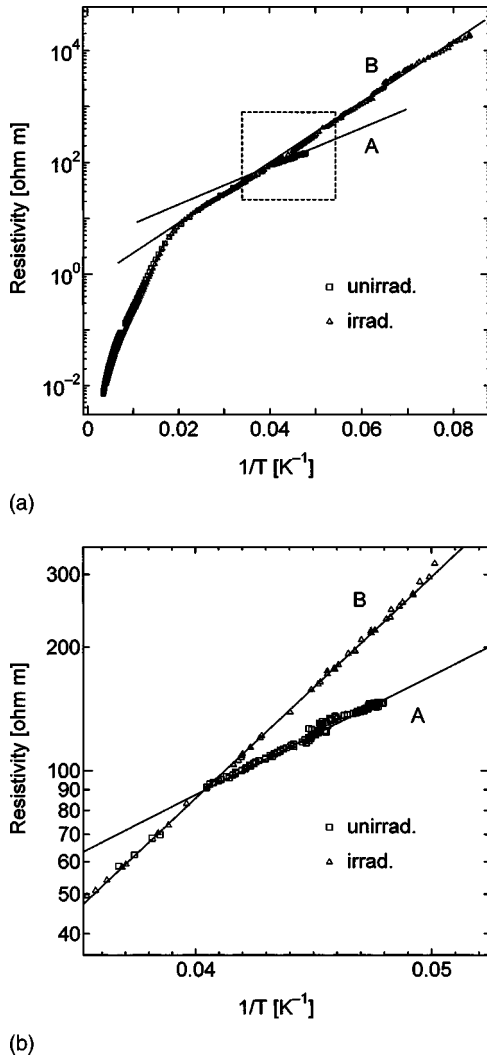 10⁴
10²
10⁰
10⁻²
Resistivity [ohm m]
B
A
unirrad.
irrad.
0
0.02
0.04
0.06
0.08
1/T [K⁻¹]
(a)
300
200
100
90
80
70
60
50
40
Resistivity [ohm m]
B
A
unirrad.
irrad.
0.04
0.05
1/T [K⁻¹]
(b)